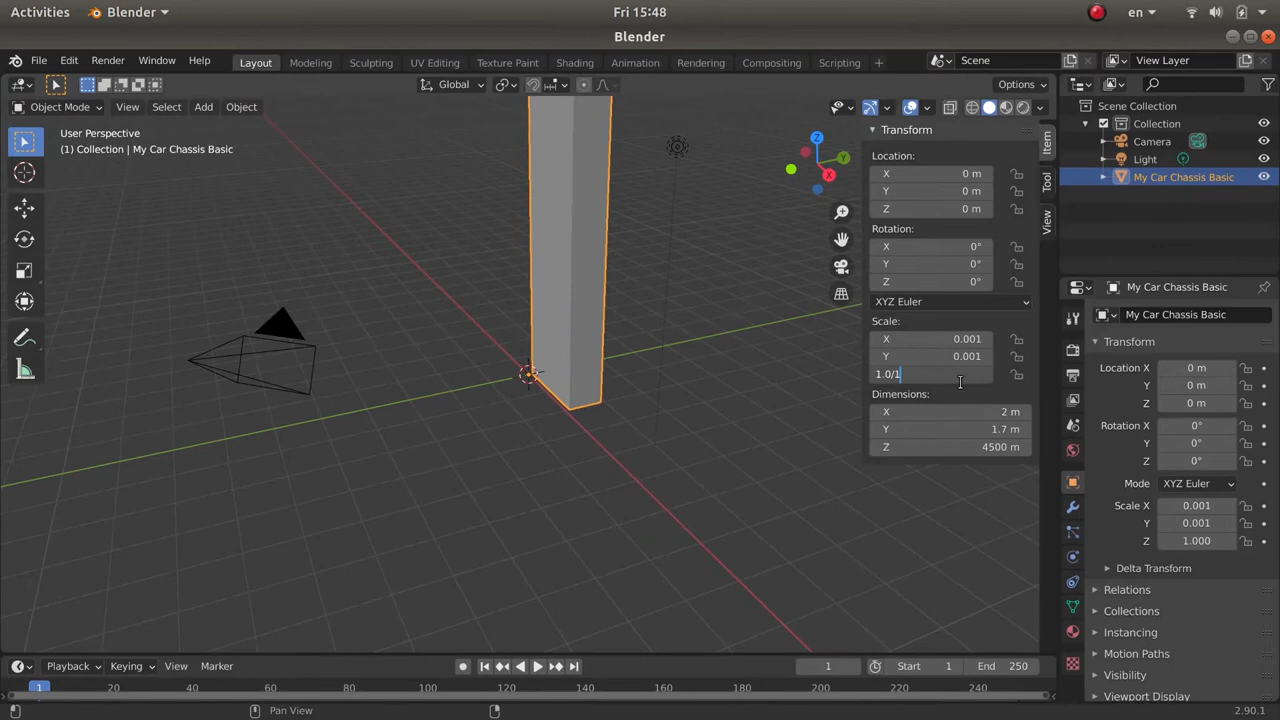 Activities Blender Fri 15:48 en
Blender
File Edit Render Window Help Layout Modeling Sculpting UV Editing Texture Paint Shading Animation Rendering Compositing Scripting + Scene View Layer
Global Options
Object Mode View Select Add Object
User Perspective
(1) Collection | My Car Chassis Basic
Z
Y
X
Transform
Location:
X 0 m
Y 0 m
Z 0 m
Rotation:
X 0°
Y 0°
Z 0°
XYZ Euler
Scale:
X 0.001
Y 0.001
1.0/1
Dimensions:
X 2 m
Y 1.7 m
Z 4500 m
Item
Tool
View
Scene Collection
Collection
Camera
Light
My Car Chassis Basic
My Car Chassis Basic
My Car Chassis Basic
Transform
Location X 0 m
Y 0 m
Z 0 m
Rotation X 0°
Y 0°
Z 0°
Mode XYZ Euler
Scale X 0.001
Y 0.001
Z 1.000
Delta Transform
Relations
Collections
Instancing
Motion Paths
Visibility
Viewport Display
Playback Keying View Marker 1 Start 1 End 250
1 20 40 60 80 100 120 140 160 180 200 220 240
Pan View 2.90.1